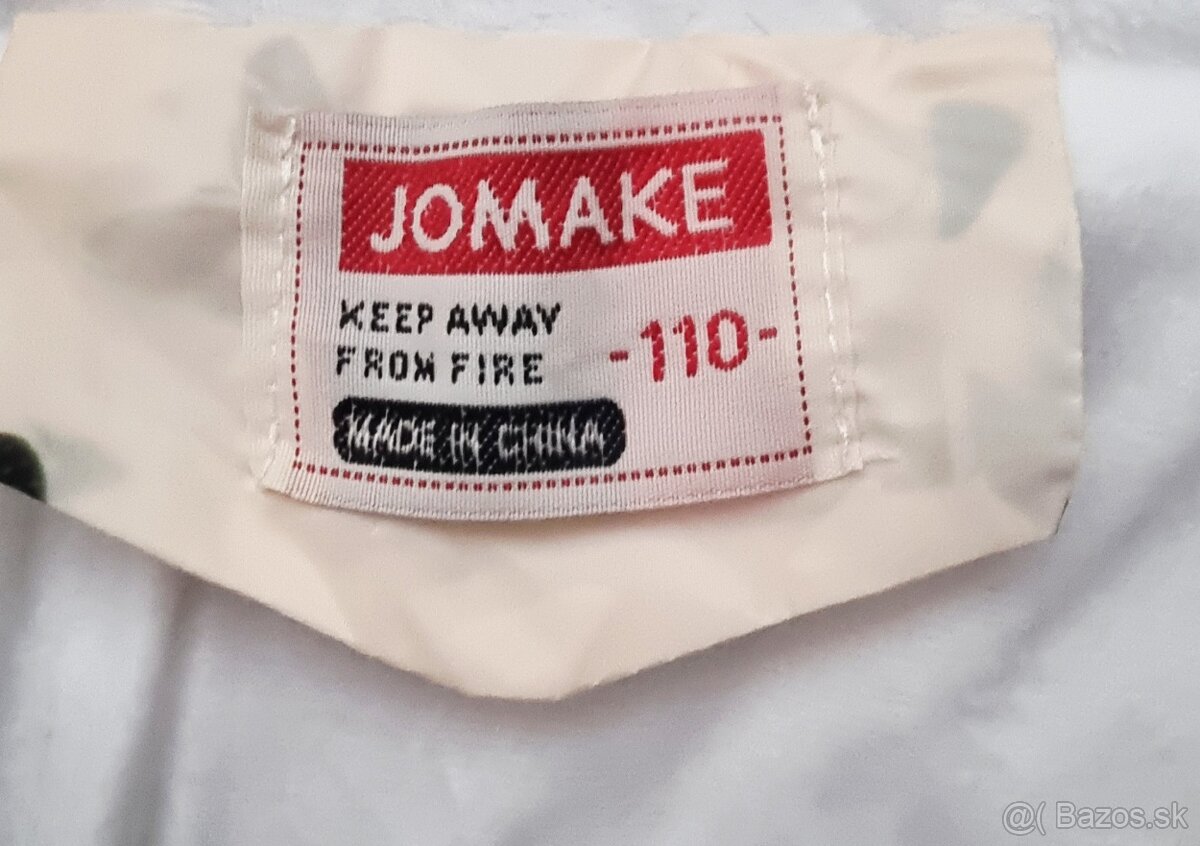 JOMAKE
KEEP AWAY
FROM FIRE
-110-
MADE IN CHINA
@( Bazos.sk